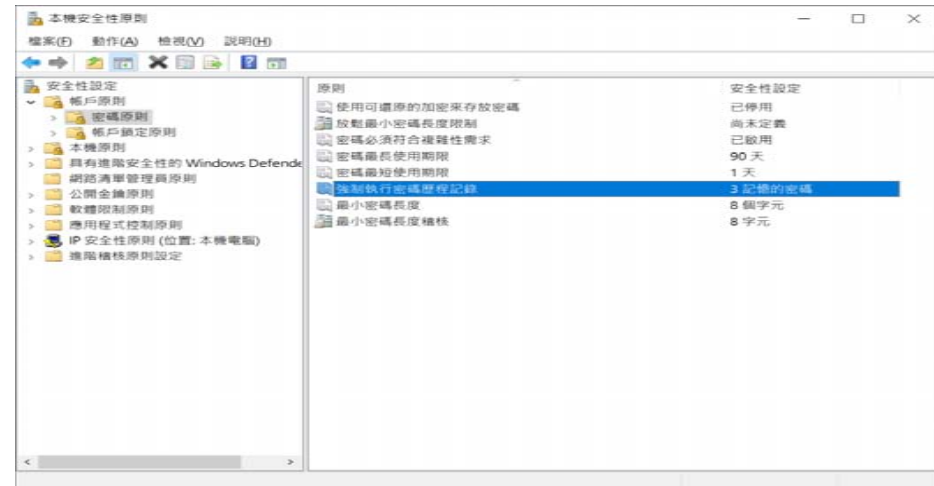 本機安全性原則
檔案(F) 動作(A) 檢視(V) 說明(H)
安全性設定
帳戶原則
密碼原則
帳戶鎖定原則
本機原則
具有進階安全性的 Windows Defende
網路清單管理員原則
公開金鑰原則
軟體限制原則
應用程式控制原則
IP 安全性原則 (位置: 本機電腦)
進階稽核原則設定
原則 安全性設定
使用可還原的加密來存放密碼 已停用
放鬆最小密碼長度限制 尚未定義
密碼必須符合複雜性需求 已啟用
密碼最長使用期限 90 天
密碼最短使用期限 1 天
強制執行密碼歷程記錄 3 記憶的密碼
最小密碼長度 8 個字元
最小密碼長度稽核 8 字元